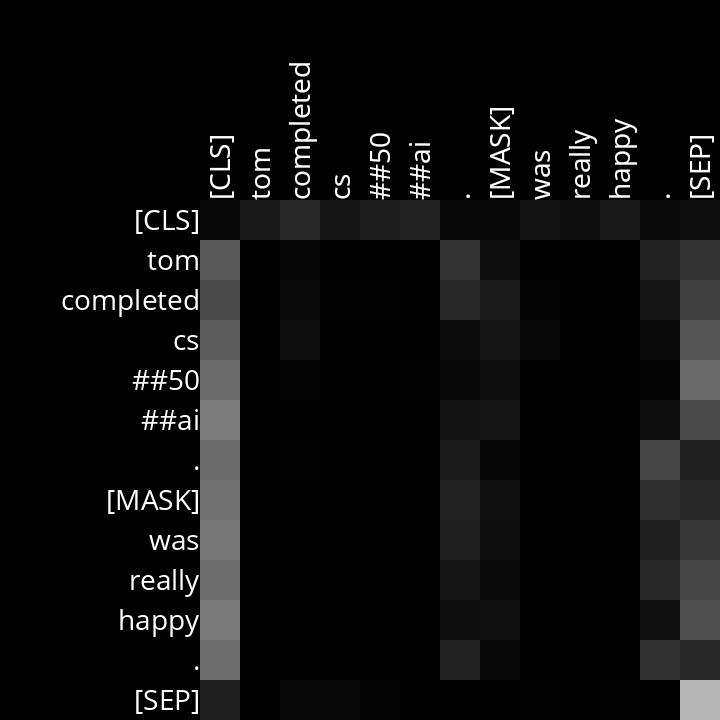 [CLS] tom completed cs ##50 ##ai . [MASK] was really happy . [SEP]
[CLS]
tom
completed
cs
##50
##ai
.
[MASK]
was
really
happy
.
[SEP]